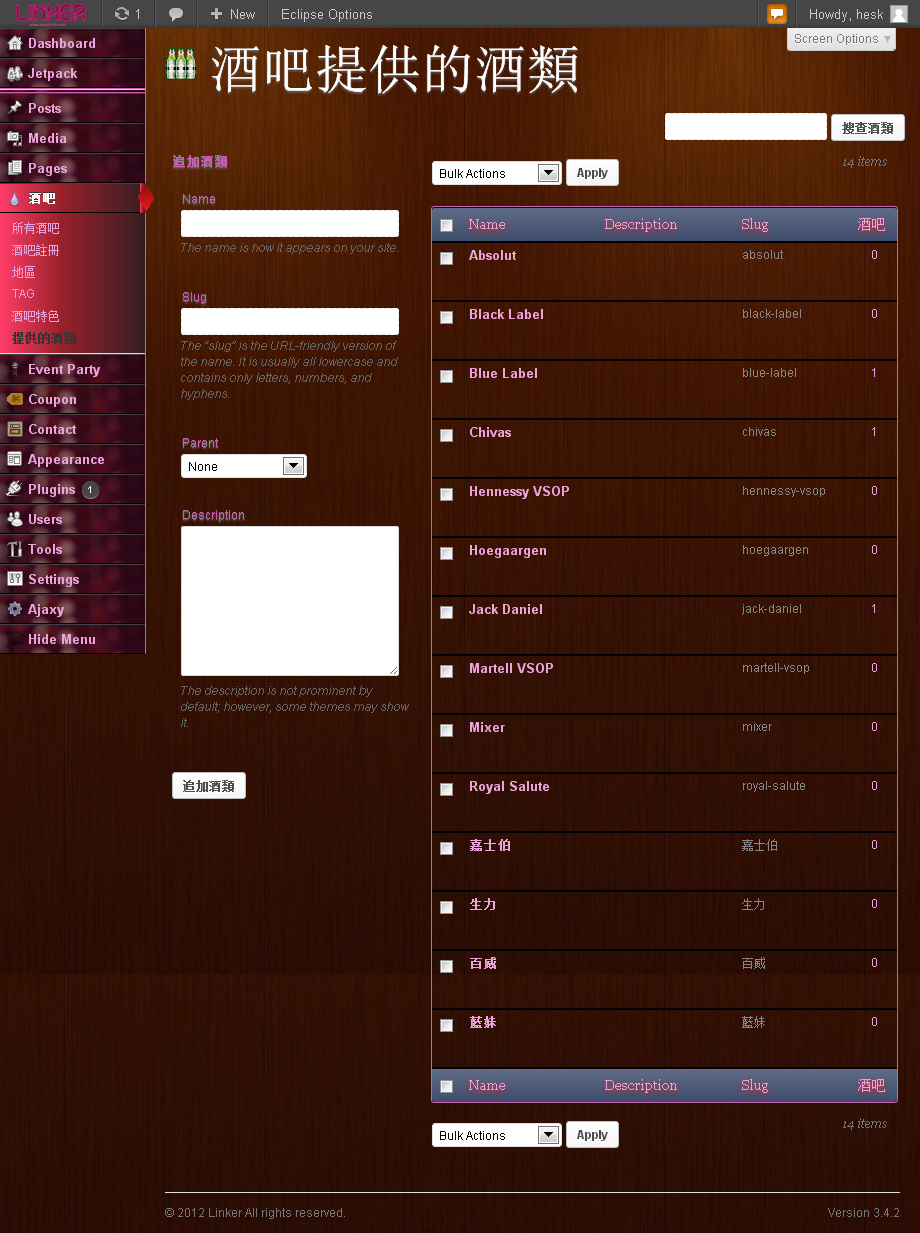 LINKER 1 New Eclipse Options Howdy, hesk
Screen Options
Dashboard
Jetpack
Posts
Media
Pages
酒吧
所有酒吧
酒吧註冊
地區
TAG
酒吧特色
提供的酒類
Event Party
Coupon
Contact
Appearance
Plugins 1
Users
Tools
Settings
Ajaxy
Hide Menu
酒吧提供的酒類
搜查酒類
追加酒類
Name
The name is how it appears on your site.
Slug
The "slug" is the URL-friendly version of
the name. It is usually all lowercase and
contains only letters, numbers, and
hyphens.
Parent
None
Description
The description is not prominent by
default; however, some themes may show
it.
追加酒類
Bulk Actions Apply 14 items
Name Description Slug 酒吧
Absolut absolut 0
Black Label black-label 0
Blue Label blue-label 1
Chivas chivas 1
Hennessy VSOP hennessy-vsop 0
Hoegaargen hoegaargen 0
Jack Daniel jack-daniel 1
Martell VSOP martell-vsop 0
Mixer mixer 0
Royal Salute royal-salute 0
嘉士伯 嘉士伯 0
生力 生力 0
百威 百威 0
藍妹 藍妹 0
Name Description Slug 酒吧
Bulk Actions Apply 14 items
© 2012 Linker All rights reserved. Version 3.4.2